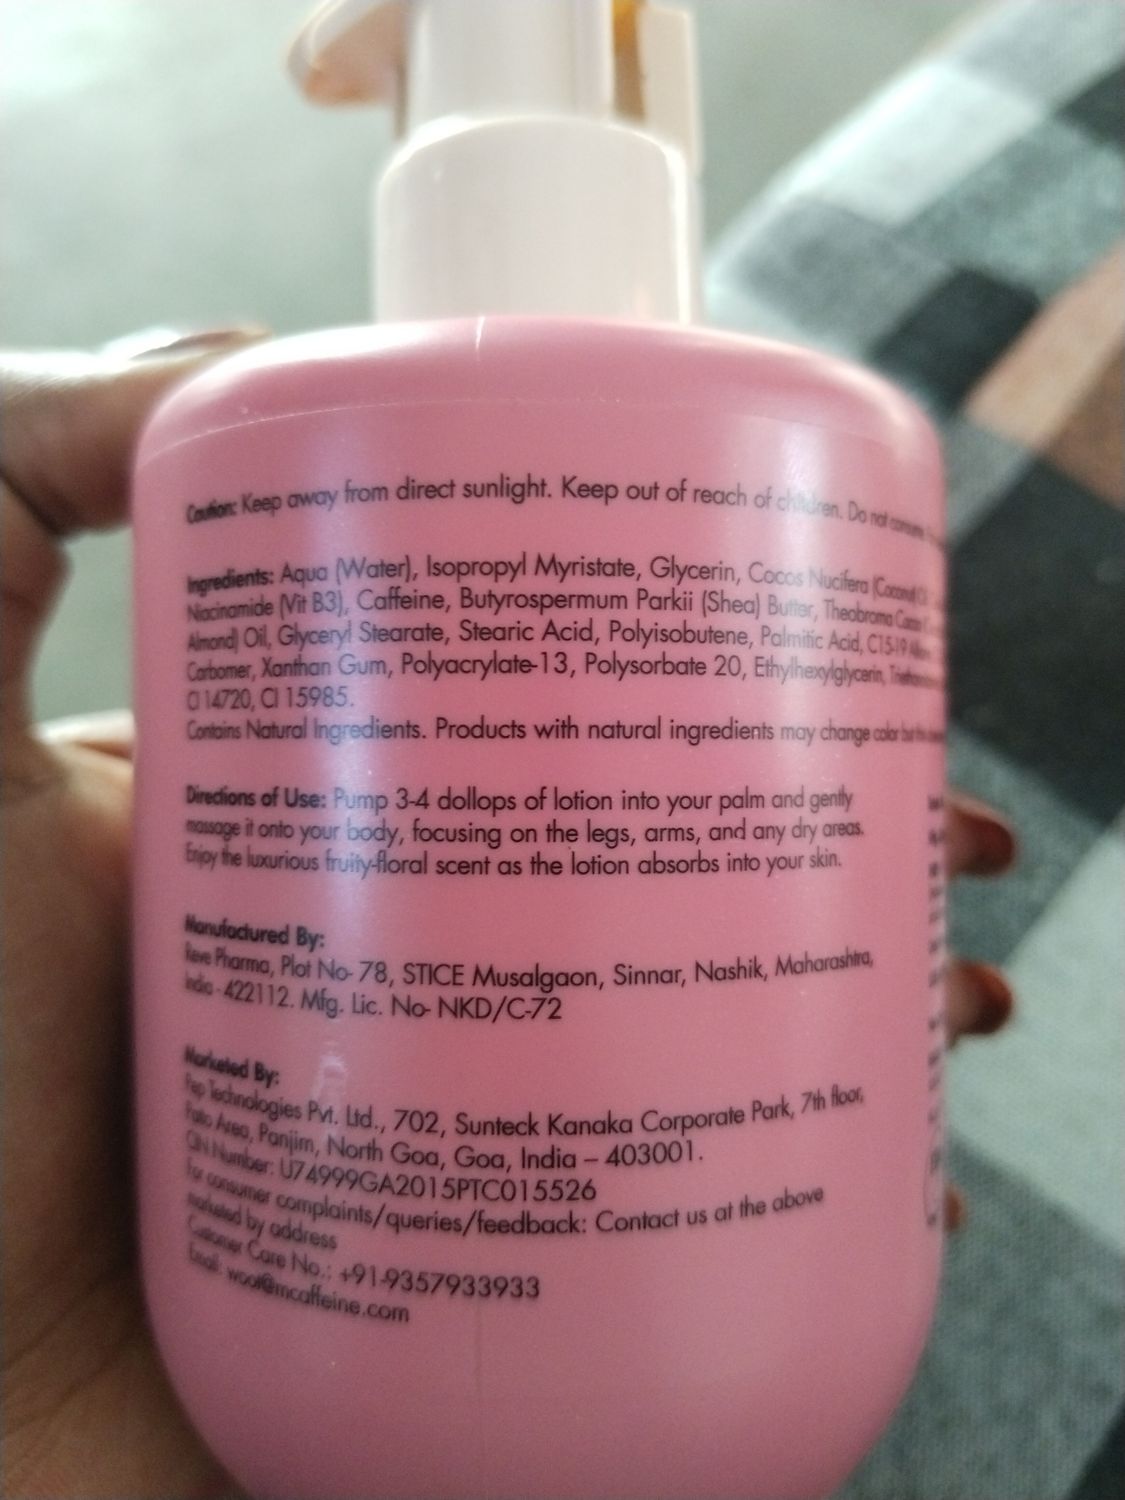 Caution: Keep away from direct sunlight. Keep out of reach of children. Do not consume.
Ingredients: Aqua (Water), Isopropyl Myristate, Glycerin, Cocos Nucifera (Coconut) Oil
Niacinamide (Vit B3), Caffeine, Butyrospermum Parkii (Shea) Butter, Theobroma Cacao
Almond) Oil, Glyceryl Stearate, Stearic Acid, Polyisobutene, Palmitic Acid, C15-19
Carbomer, Xanthan Gum, Polyacrylate-13, Polysorbate 20, Ethylhexylglycerin,
CI 14720, CI 15985.
Contains Natural Ingredients. Products with natural ingredients may change color but this
Directions of Use: Pump 3-4 dollops of lotion into your palm and gently
massage it onto your body, focusing on the legs, arms, and any dry areas.
Enjoy the luxurious fruity-floral scent as the lotion absorbs into your skin.
Manufactured By:
Reve Pharma, Plot No- 78, STICE Musalgaon, Sinnar, Nashik, Maharashtra,
India - 422112. Mfg. Lic. No- NKD/C-72
Marketed By:
Pep Technologies Pvt. Ltd., 702, Sunteck Kanaka Corporate Park, 7th floor,
Patto Area, Panjim, North Goa, Goa, India – 403001.
CIN Number: U74999GA2015PTC015526
For consumer complaints/queries/feedback: Contact us at the above
marketed by address
Customer Care No.: +91-9357933933
Email: woof@mcaffeine.com